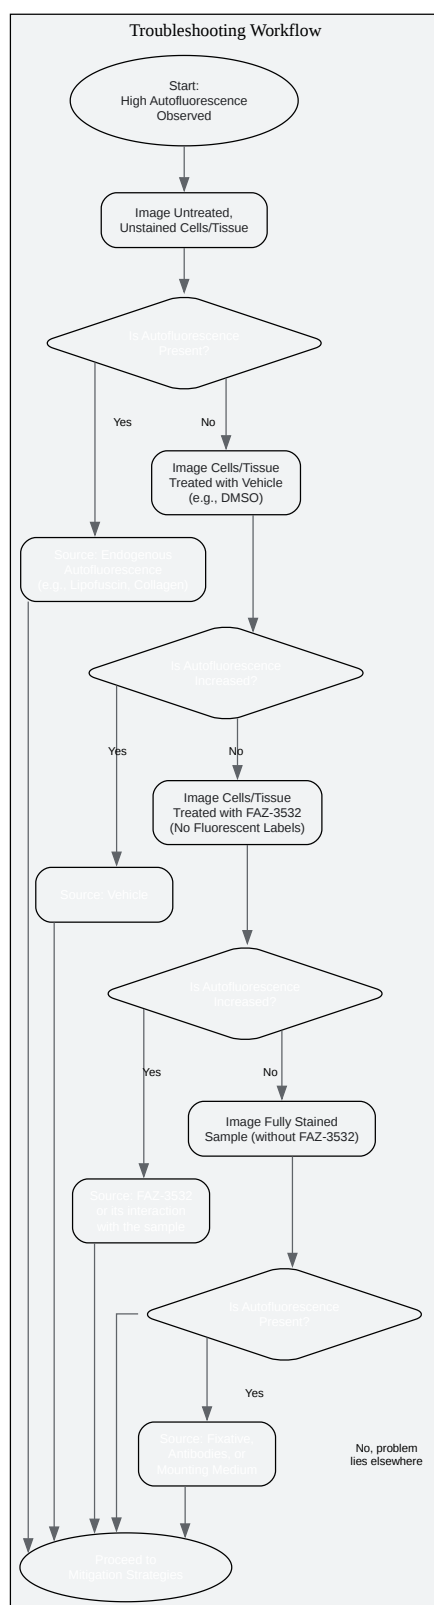 Troubleshooting Workflow
Start:
High Autofluorescence
Observed
Image Untreated,
Unstained Cells/Tissue
Is Autofluorescence
Present?
Yes
No
Image Cells/Tissue
Treated with Vehicle
(e.g., DMSO)
Source: Endogenous
Autofluorescence
(e.g., Lipofuscin, Collagen)
Is Autofluorescence
Increased?
Yes
No
Image Cells/Tissue
Treated with FAZ-3532
(No Fluorescent Labels)
Source: Vehicle
Is Autofluorescence
Increased?
Yes
No
Image Fully Stained
Sample (without FAZ-3532)
Source: FAZ-3532
or its interaction
with the sample
Is Autofluorescence
Present?
Yes
Source: Fixative,
Antibodies, or
Mounting Medium
No, problem
lies elsewhere
Proceed to
Mitigation Strategies